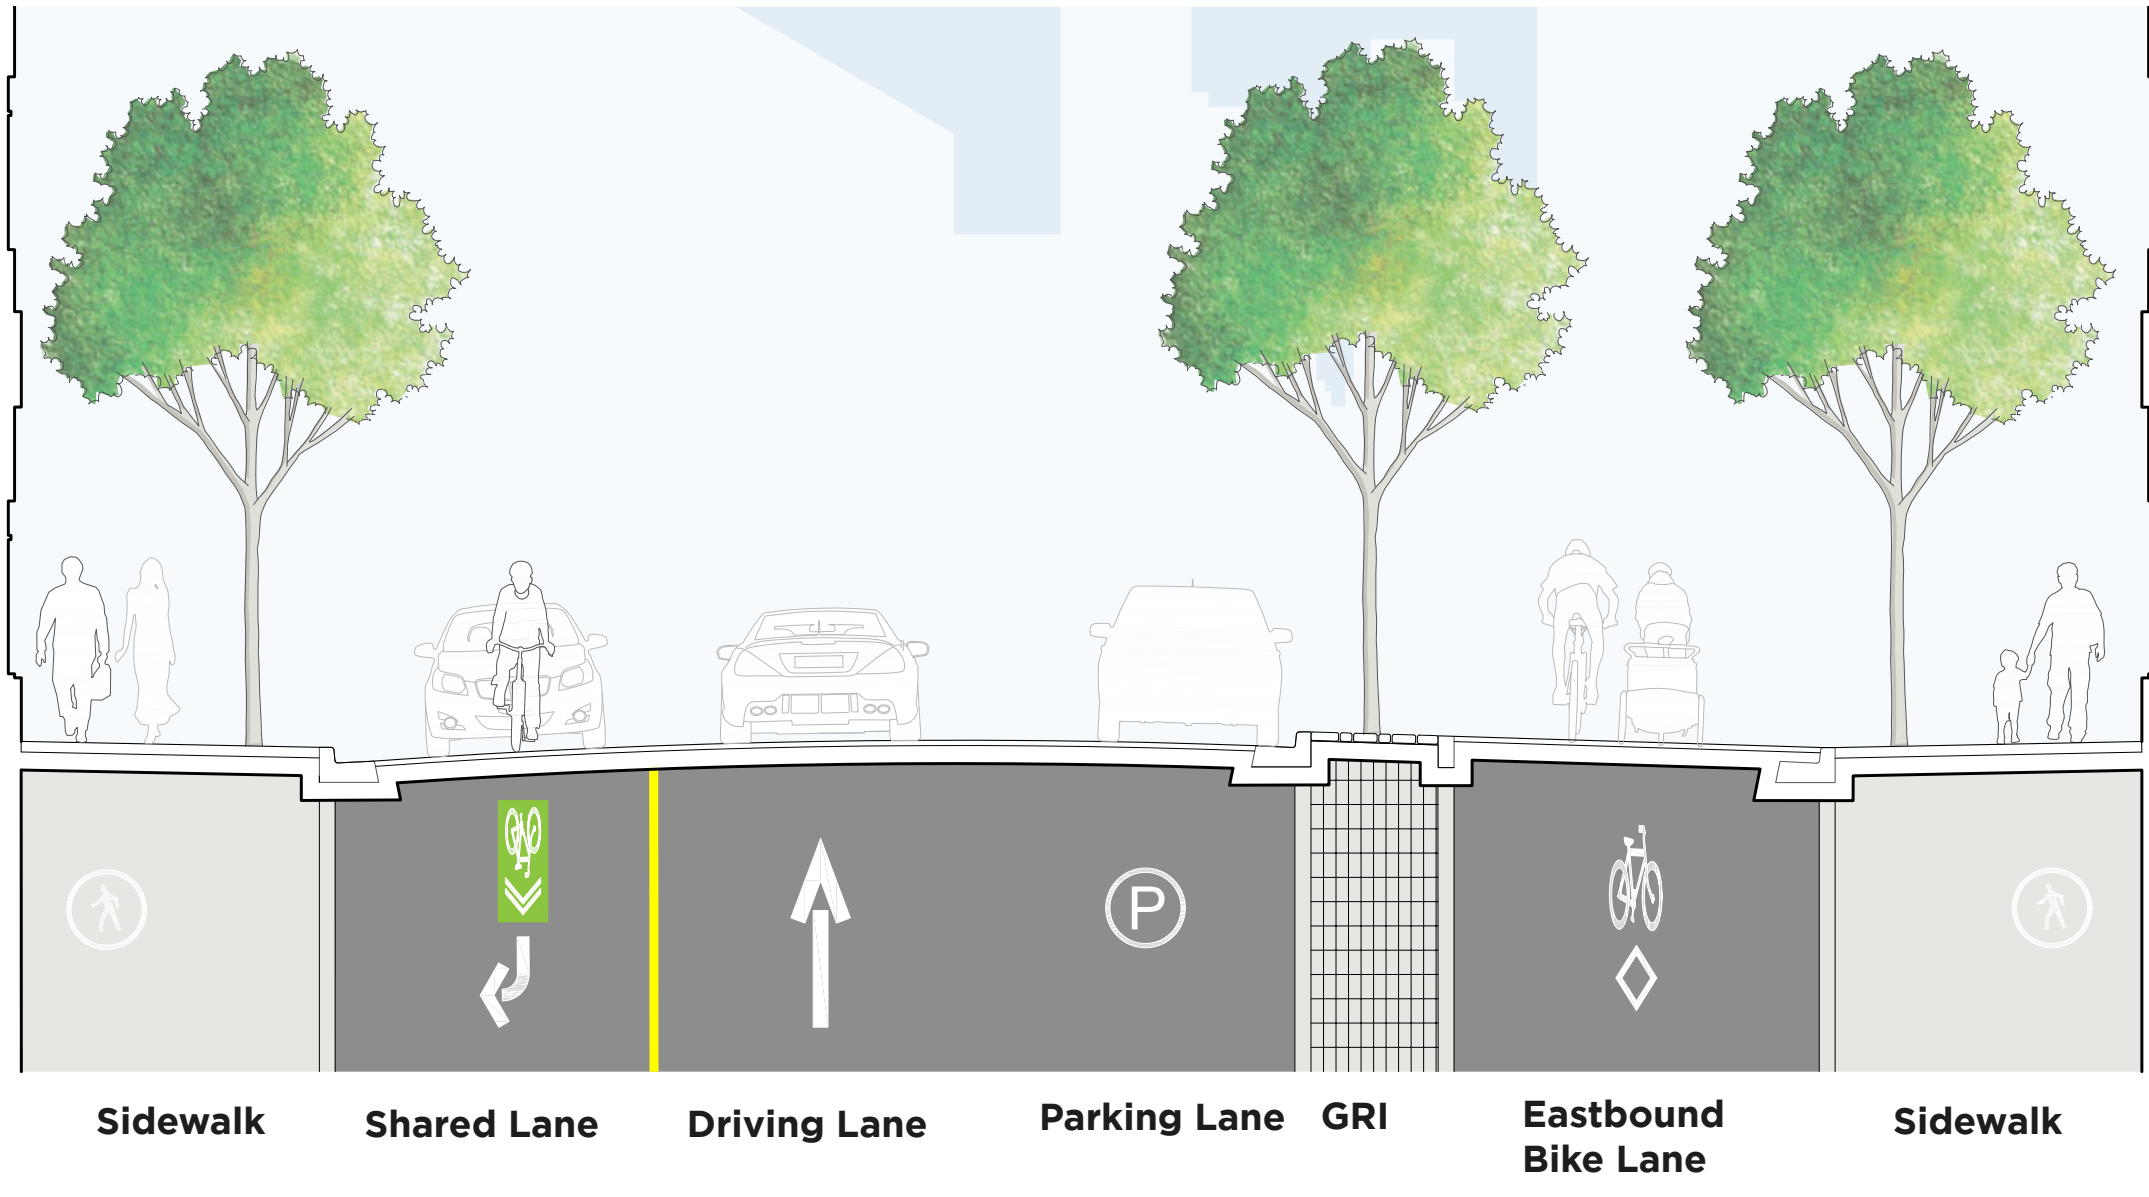 P
Sidewalk
Shared Lane
Driving Lane
Parking Lane
GRI
Eastbound
Bike Lane
Sidewalk